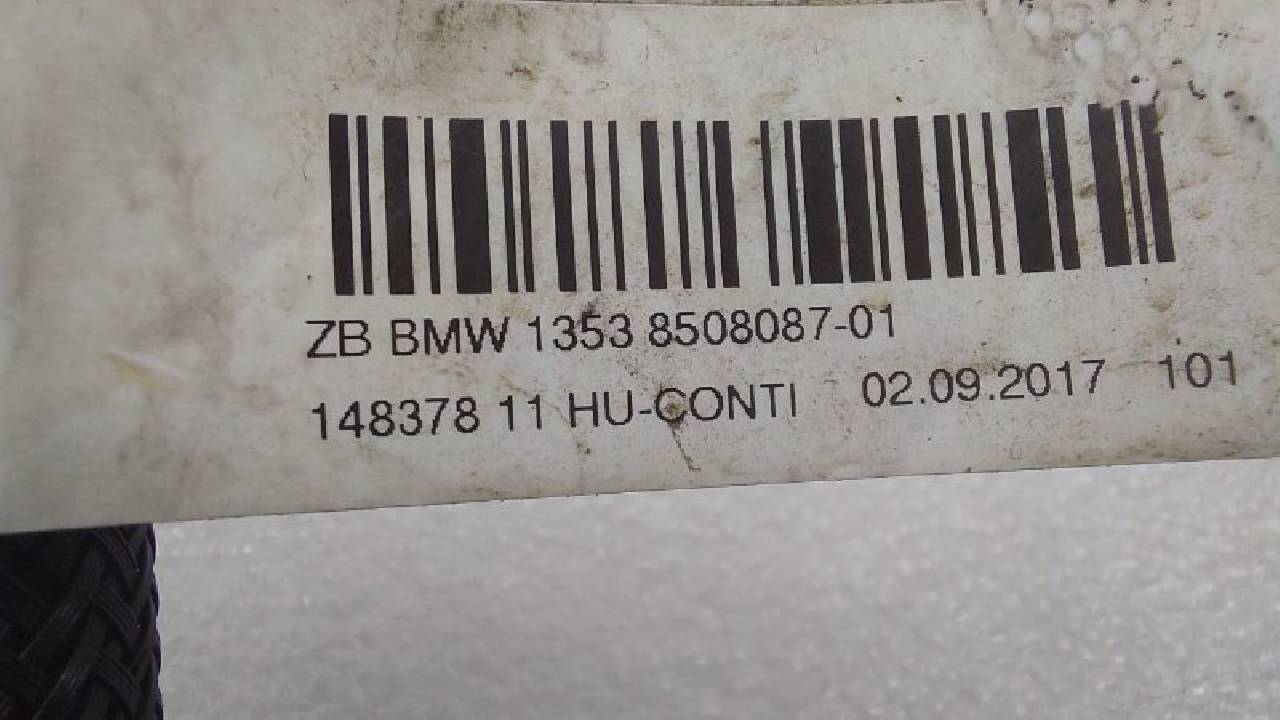 ZB BMW 1353 8508087-01
148378 11 HU-CONTI 02.09.2017 101